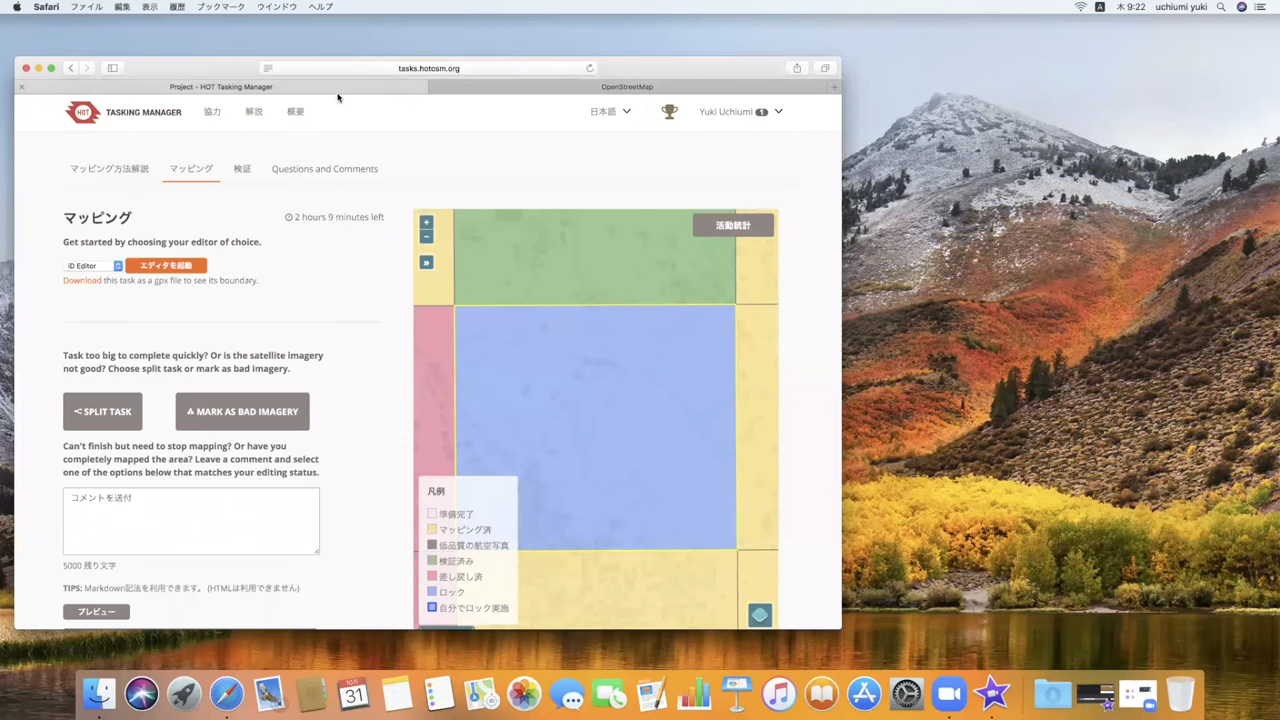 Safari ファイル 編集 表示 履歴 ブックマーク ウインドウ ヘルプ A 木 9:22 uchiumi yuki
tasks.hotosm.org
Project - HOT Tasking Manager OpenStreetMap
HOT TASKING MANAGER 協力 解説 概要 日本語 Yuki Uchiumi 1
マッピング方法解説 マッピング 検証 Questions and Comments
マッピング 2 hours 9 minutes left
Get started by choosing your editor of choice.
iD Editor エディタを起動
Download this task as a gpx file to see its boundary.
Task too big to complete quickly? Or is the satellite imagery
not good? Choose split task or mark as bad imagery.
SPLIT TASK MARK AS BAD IMAGERY
Can't finish but need to stop mapping? Or have you
completely mapped the area? Leave a comment and select
one of the options below that matches your editing status.
コメントを送付
5000 残り文字
TIPS: Markdown記法を利用できます。 (HTMLは利用できません)
プレビュー
+
−
»
活動統計
凡例
準備完了
マッピング済
低品質の航空写真
検証済み
差し戻し済
ロック
自分でロック実施
10月
31